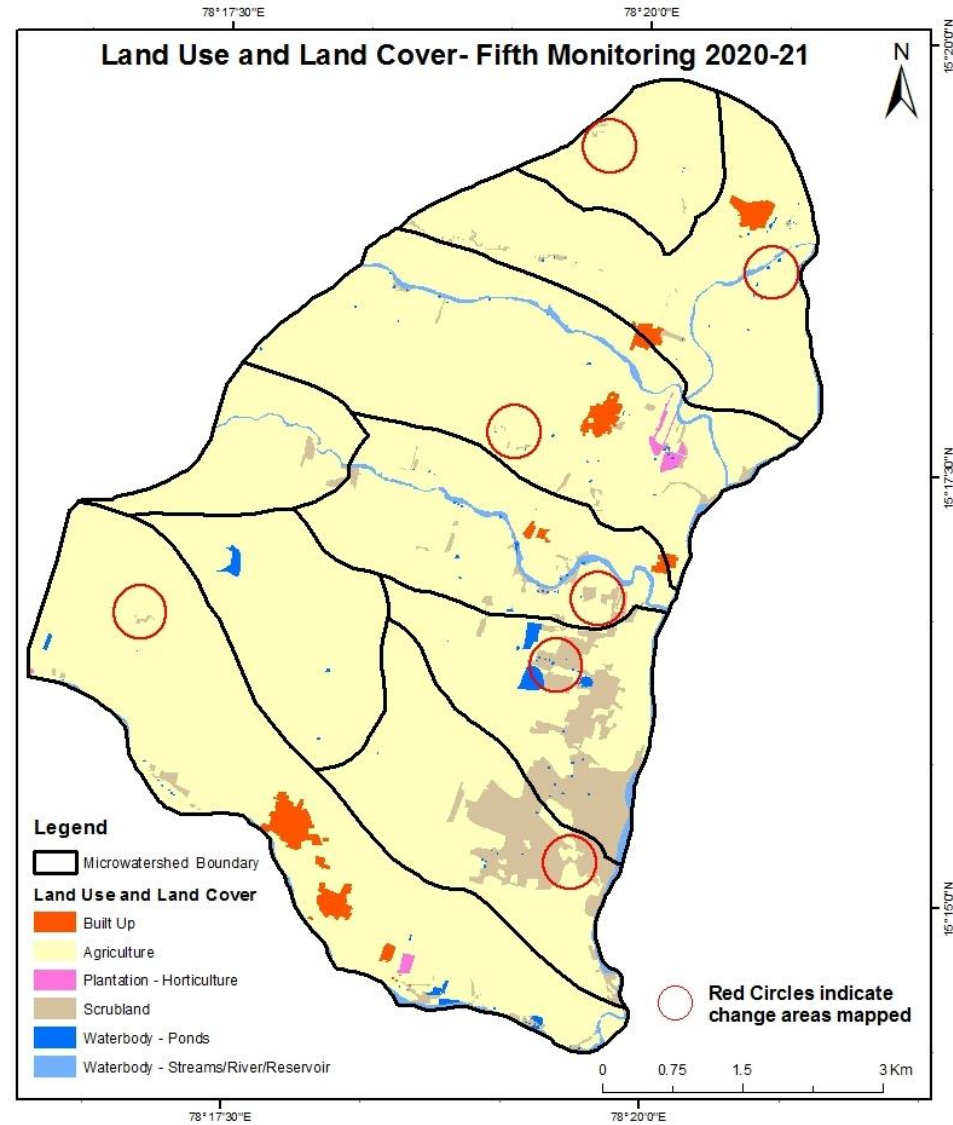 78°17'30"E
78°20'0"E
Land Use and Land Cover- Fifth Monitoring 2020-21
N
15°20'0"N
15°17'30"N
15°15'0"N
Legend
Microwatershed Boundary
Land Use and Land Cover
Built Up
Agriculture
Plantation - Horticulture
Scrubland
Waterbody - Ponds
Waterbody - Streams/River/Reservoir
Red Circles indicate
change areas mapped
0 0.75 1.5 3 Km
78°17'30"E
78°20'0"E